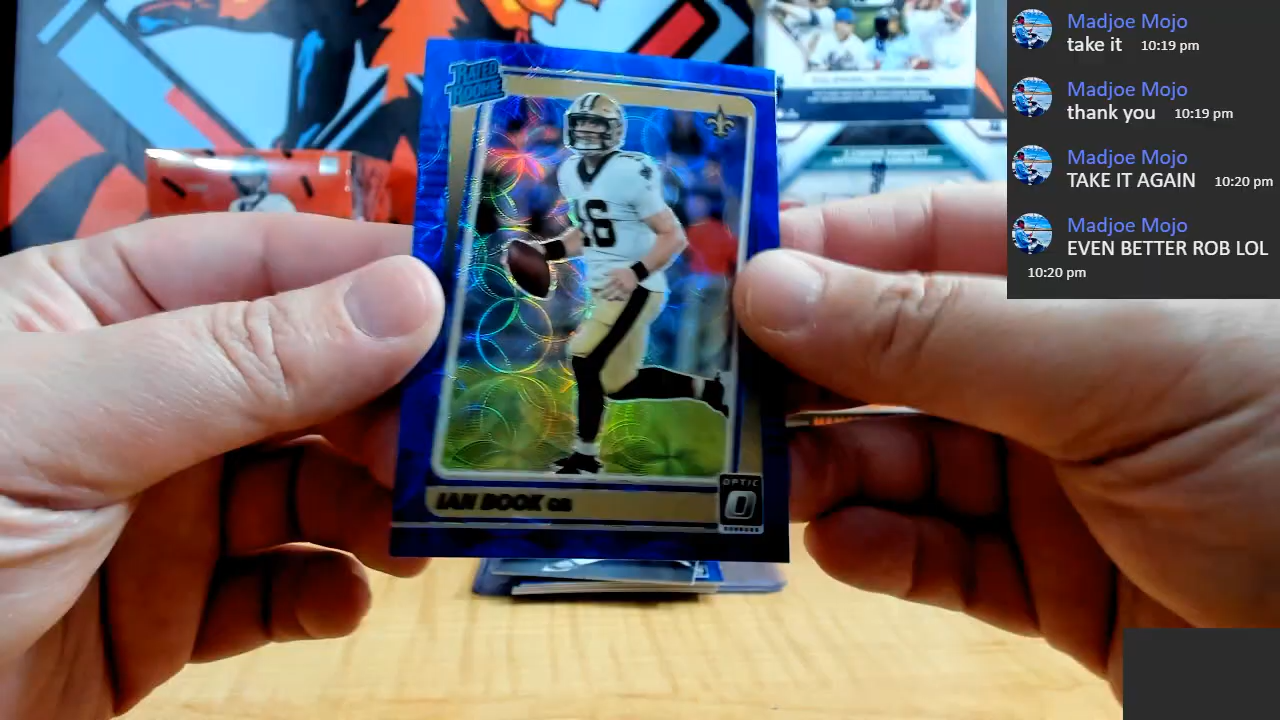 RATED
ROOKIE
16
IAN BOOK QB
OPTIC
Madjoe Mojo
take it 10:19 pm
Madjoe Mojo
thank you 10:19 pm
Madjoe Mojo
TAKE IT AGAIN 10:20 pm
Madjoe Mojo
EVEN BETTER ROB LOL
10:20 pm